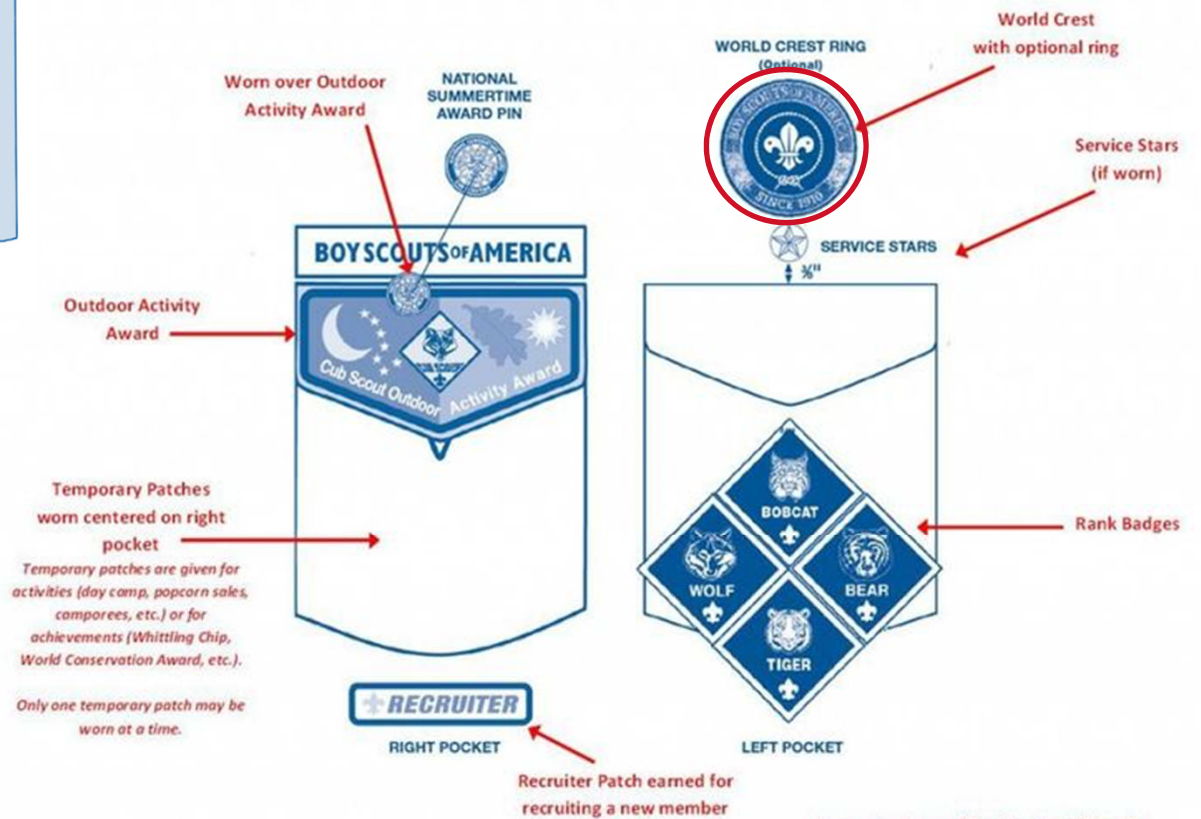 World Crest
with optional ring
WORLD CREST RING
(Optional)
BOY SCOUTS OF AMERICA
SINCE 1910
Worn over Outdoor
Activity Award
NATIONAL
SUMMERTIME
AWARD PIN
Service Stars
(if worn)
SERVICE STARS
⅜"
BOY SCOUTS OF AMERICA
Outdoor Activity
Award
Cub Scout Outdoor Activity Award
Temporary Patches
worn centered on right
pocket
Temporary patches are given for
activities (day camp, popcorn sales,
camporees, etc.) or for
achievements (Whittling Chip,
World Conservation Award, etc.).
Only one temporary patch may be
worn at a time.
BOBCAT
WOLF
BEAR
TIGER
Rank Badges
RECRUITER
RIGHT POCKET
LEFT POCKET
Recruiter Patch earned for
recruiting a new member